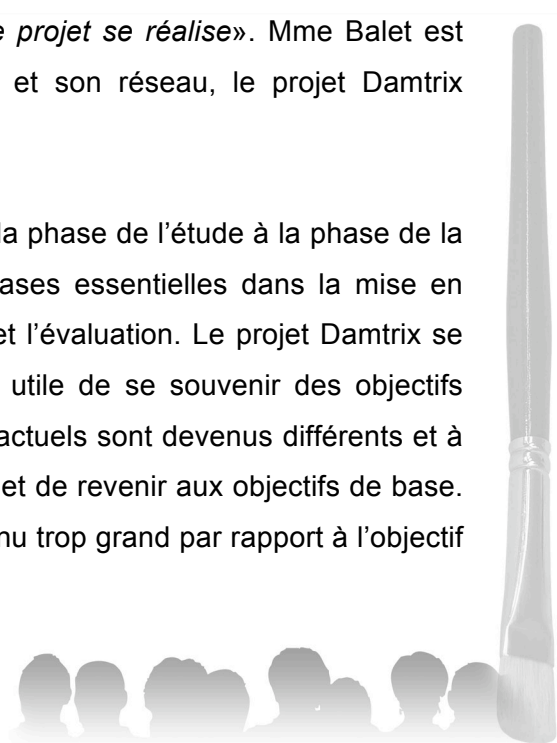 e projet se réalise». Mme Balet est
et son réseau, le projet Damtrix
la phase de l’étude à la phase de la
ases essentielles dans la mise en
et l’évaluation. Le projet Damtrix se
utile de se souvenir des objectifs
actuels sont devenus différents et à
et de revenir aux objectifs de base.
nu trop grand par rapport à l’objectif